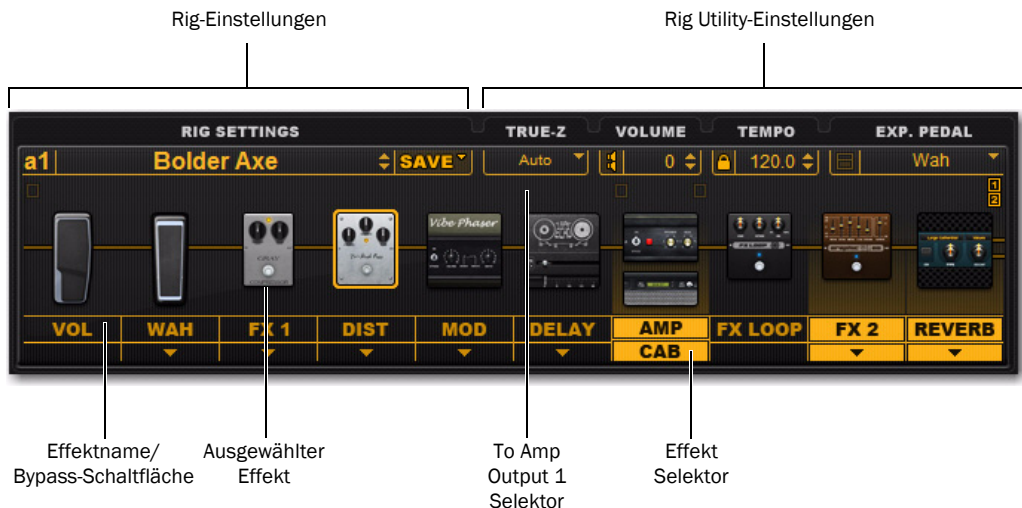 Rig-Einstellungen
Rig Utility-Einstellungen
RIG SETTINGS
TRUE-Z
VOLUME
TEMPO
EXP. PEDAL
a1
Bolder Axe
SAVE
Auto
0
120.0
Wah
1
2
Vibe Phaser
FX LOOP
VOL
WAH
FX 1
DIST
MOD
DELAY
AMP
FX LOOP
FX 2
REVERB
CAB
Effektname/
Bypass-Schaltfläche
Ausgewählter
Effekt
To Amp
Output 1
Selektor
Effekt
Selektor